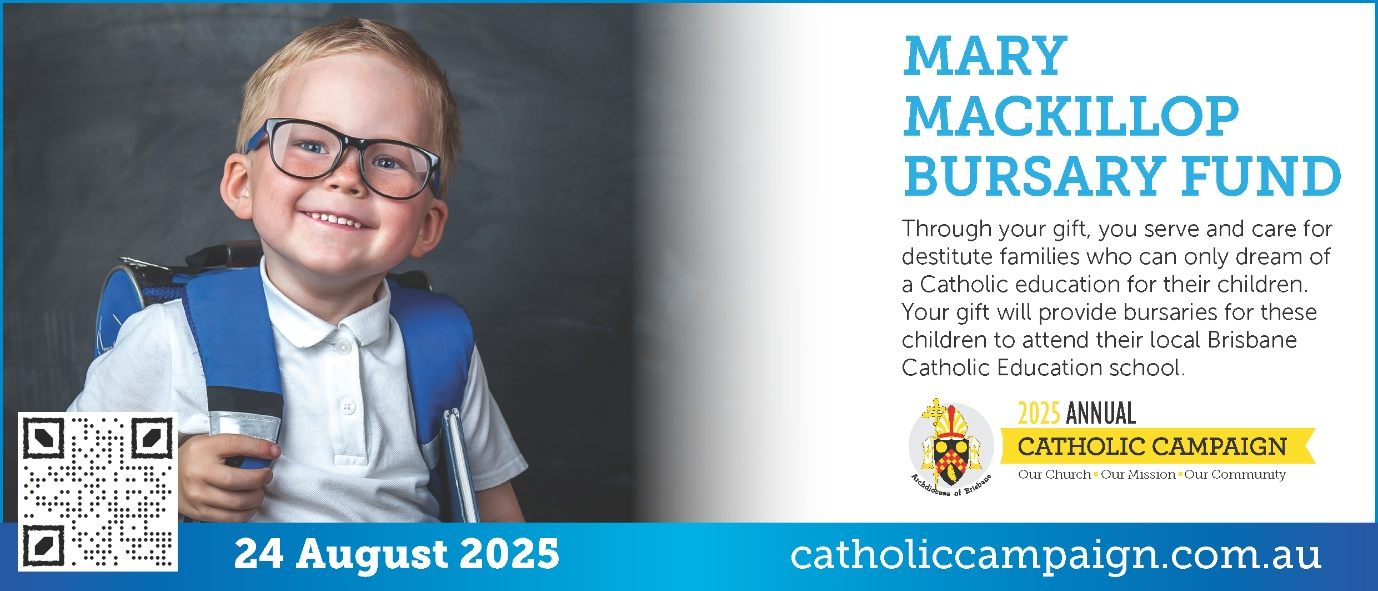 MARY
MACKILLOP
BURSARY FUND
Through your gift, you serve and care for
destitute families who can only dream of
a Catholic education for their children.
Your gift will provide bursaries for these
children to attend their local Brisbane
Catholic Education school.
2025 ANNUAL
CATHOLIC CAMPAIGN
Our Church • Our Mission • Our Community
Archdiocese of Brisbane
24 August 2025
catholiccampaign.com.au